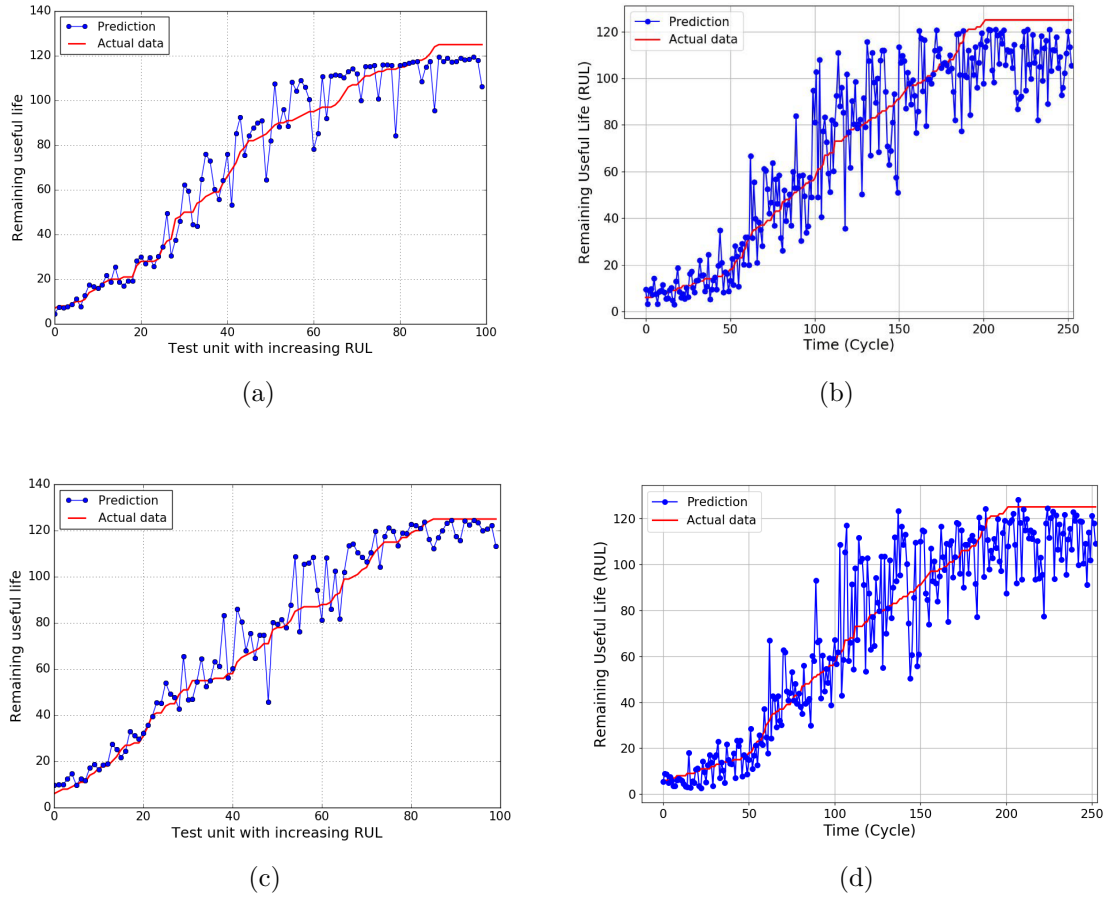 140
120
100
80
60
40
20
0
Remaining useful life
Prediction
Actual data
0 20 40 60 80 100
Test unit with increasing RUL
(a)
120
100
80
60
40
20
0
Remaining Useful Life (RUL)
Prediction
Actual data
0 50 100 150 200 250
Time (Cycle)
(b)
140
120
100
80
60
40
20
0
Remaining useful life
Prediction
Actual data
0 20 40 60 80 100
Test unit with increasing RUL
(c)
120
100
80
60
40
20
0
Remaining Useful Life (RUL)
Prediction
Actual data
0 50 100 150 200 250
Time (Cycle)
(d)